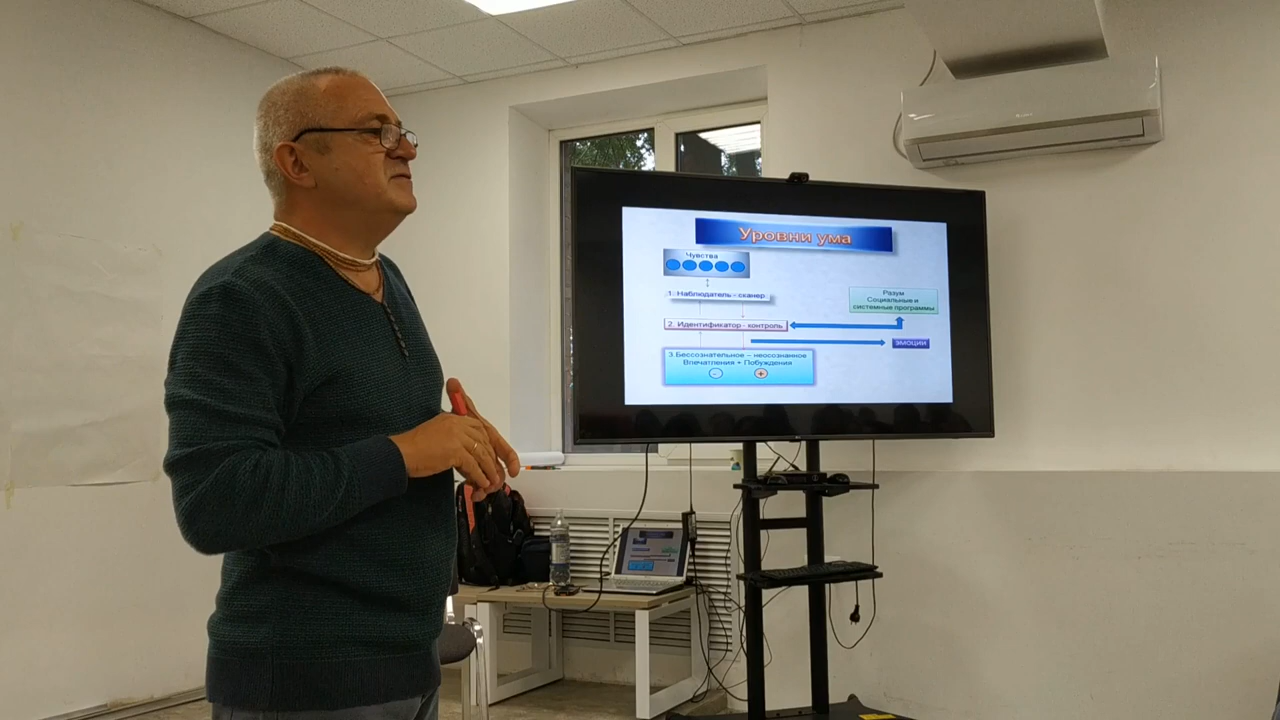 Уровни ума
Чувства
1. Наблюдатель - сканер
Разум
Социальные и
системные программы
2. Идентификатор - контроль
ЭМОЦИИ
3.Бессознательное – неосознанное
Впечатления + Побуждения
- +